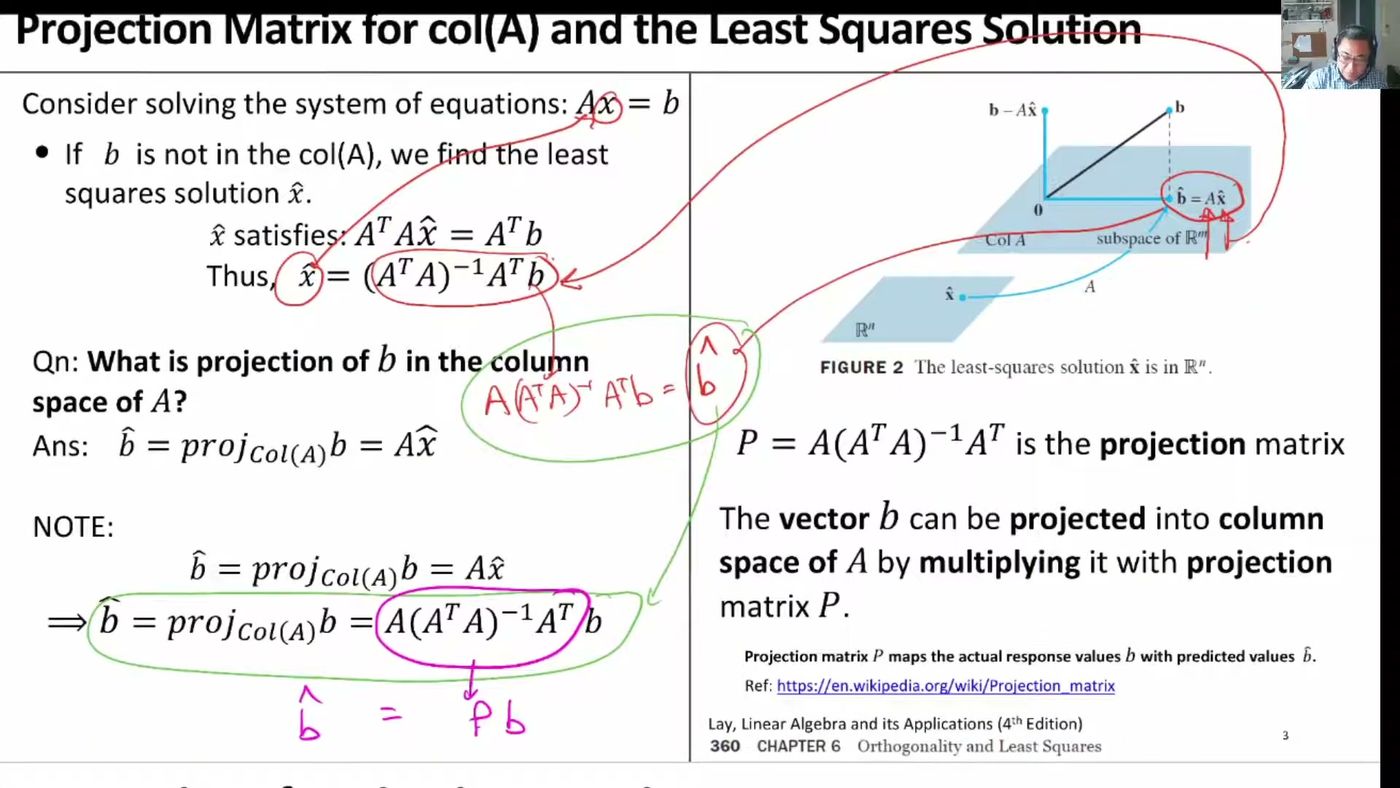 Projection Matrix for col(A) and the Least Squares Solution
Consider solving the system of equations: Ax = b
• If b is not in the col(A), we find the least
squares solution x̂.
x̂ satisfies: AᵀAx̂ = Aᵀb
Thus, x̂ = (AᵀA)⁻¹Aᵀb
Qn: What is projection of b in the column
space of A?
A(AᵀA)⁻¹Aᵀb = b̂
Ans: b̂ = proj_Col(A) b = Ax̂
NOTE:
b̂ = proj_Col(A) b = Ax̂
⟹ b̂ = proj_Col(A) b = A(AᵀA)⁻¹Aᵀ b
b̂ = Pb
b – Ax̂
b
0
b̂ = Ax̂
Col A
subspace of ℝᵐ
x̂
A
ℝⁿ
FIGURE 2 The least-squares solution x̂ is in ℝⁿ.
P = A(AᵀA)⁻¹Aᵀ is the projection matrix
The vector b can be projected into column
space of A by multiplying it with projection
matrix P.
Projection matrix P maps the actual response values b with predicted values b̂.
Ref: https://en.wikipedia.org/wiki/Projection_matrix
Lay, Linear Algebra and its Applications (4th Edition)
360 CHAPTER 6 Orthogonality and Least Squares
3